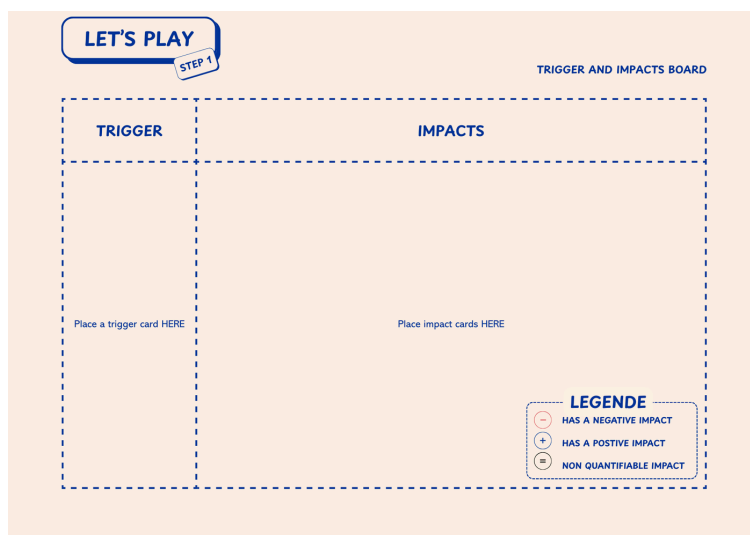 LET'S PLAY
STEP 1
TRIGGER AND IMPACTS BOARD
TRIGGER
IMPACTS
Place a trigger card HERE
Place impact cards HERE
LEGENDE
− HAS A NEGATIVE IMPACT
+ HAS A POSTIVE IMPACT
= NON QUANTIFIABLE IMPACT